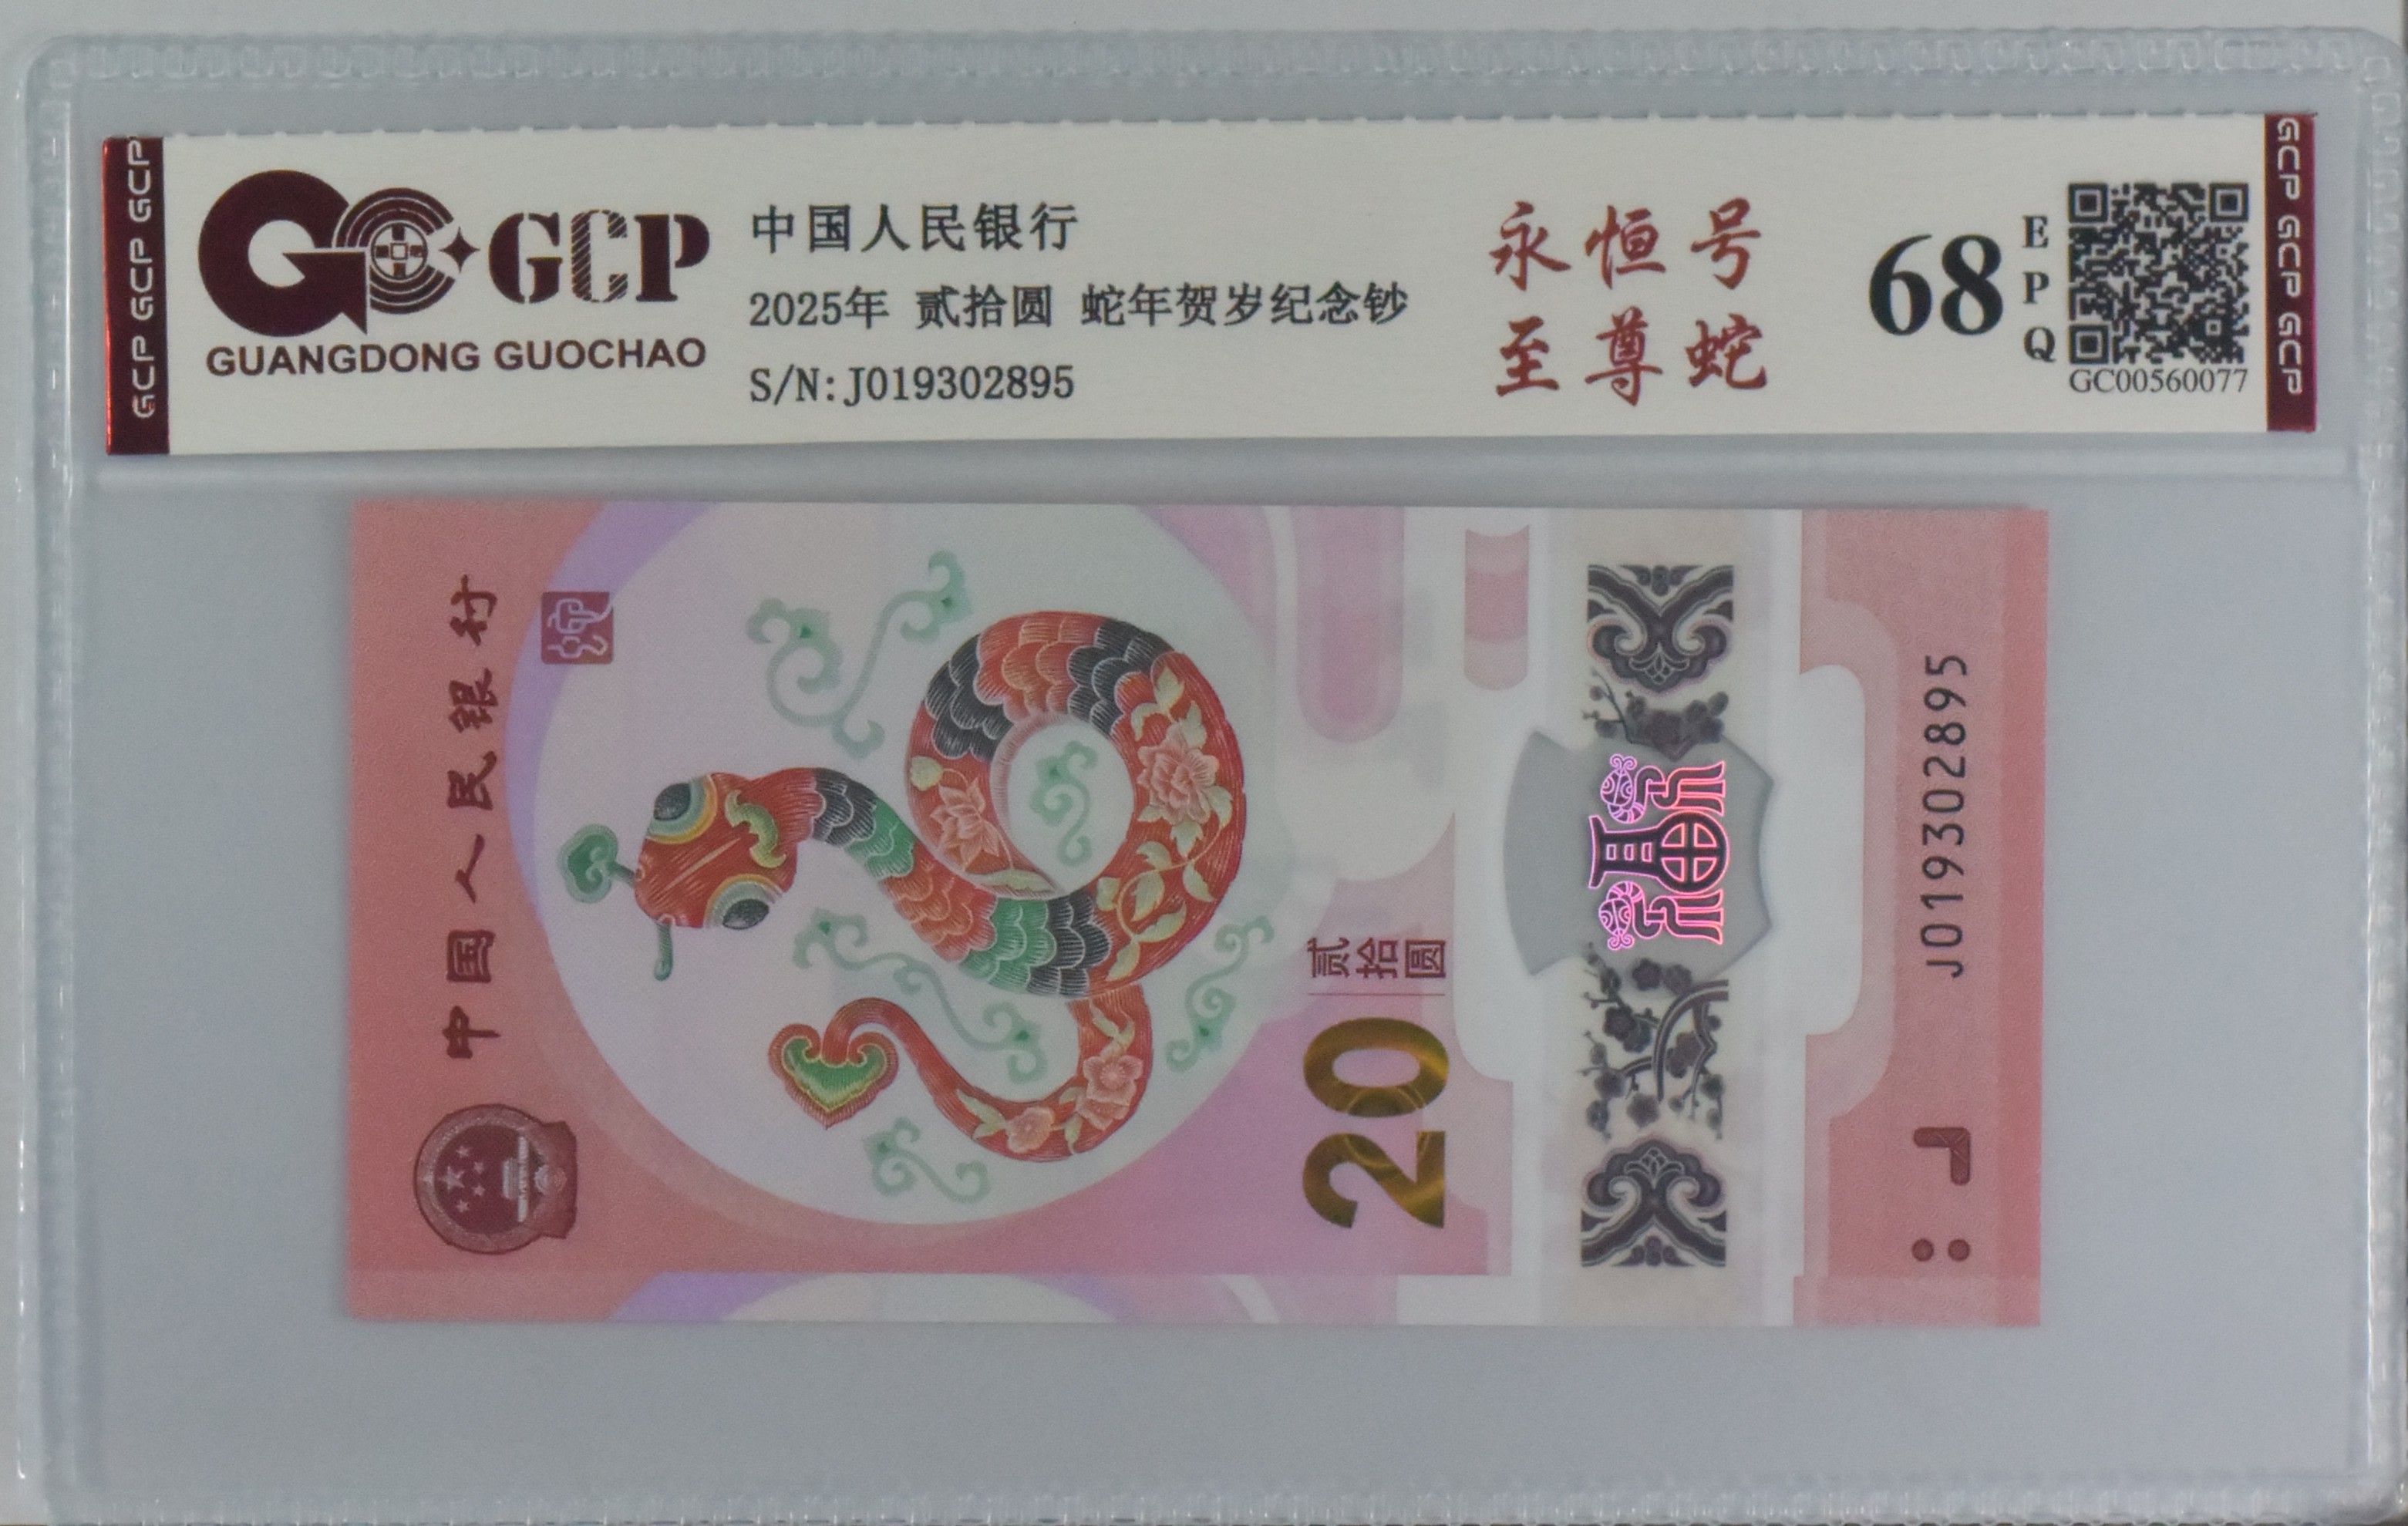 GCP GCP GCP
GCP
GUANGDONG GUOCHAO
中国人民银行
2025年 贰拾圆 蛇年贺岁纪念钞
S/N:J019302895
永恒号
至尊蛇
68
EPQ
GC00560077
GCP GCP GCP
中国人民银行
贰拾圆
20
J019302895